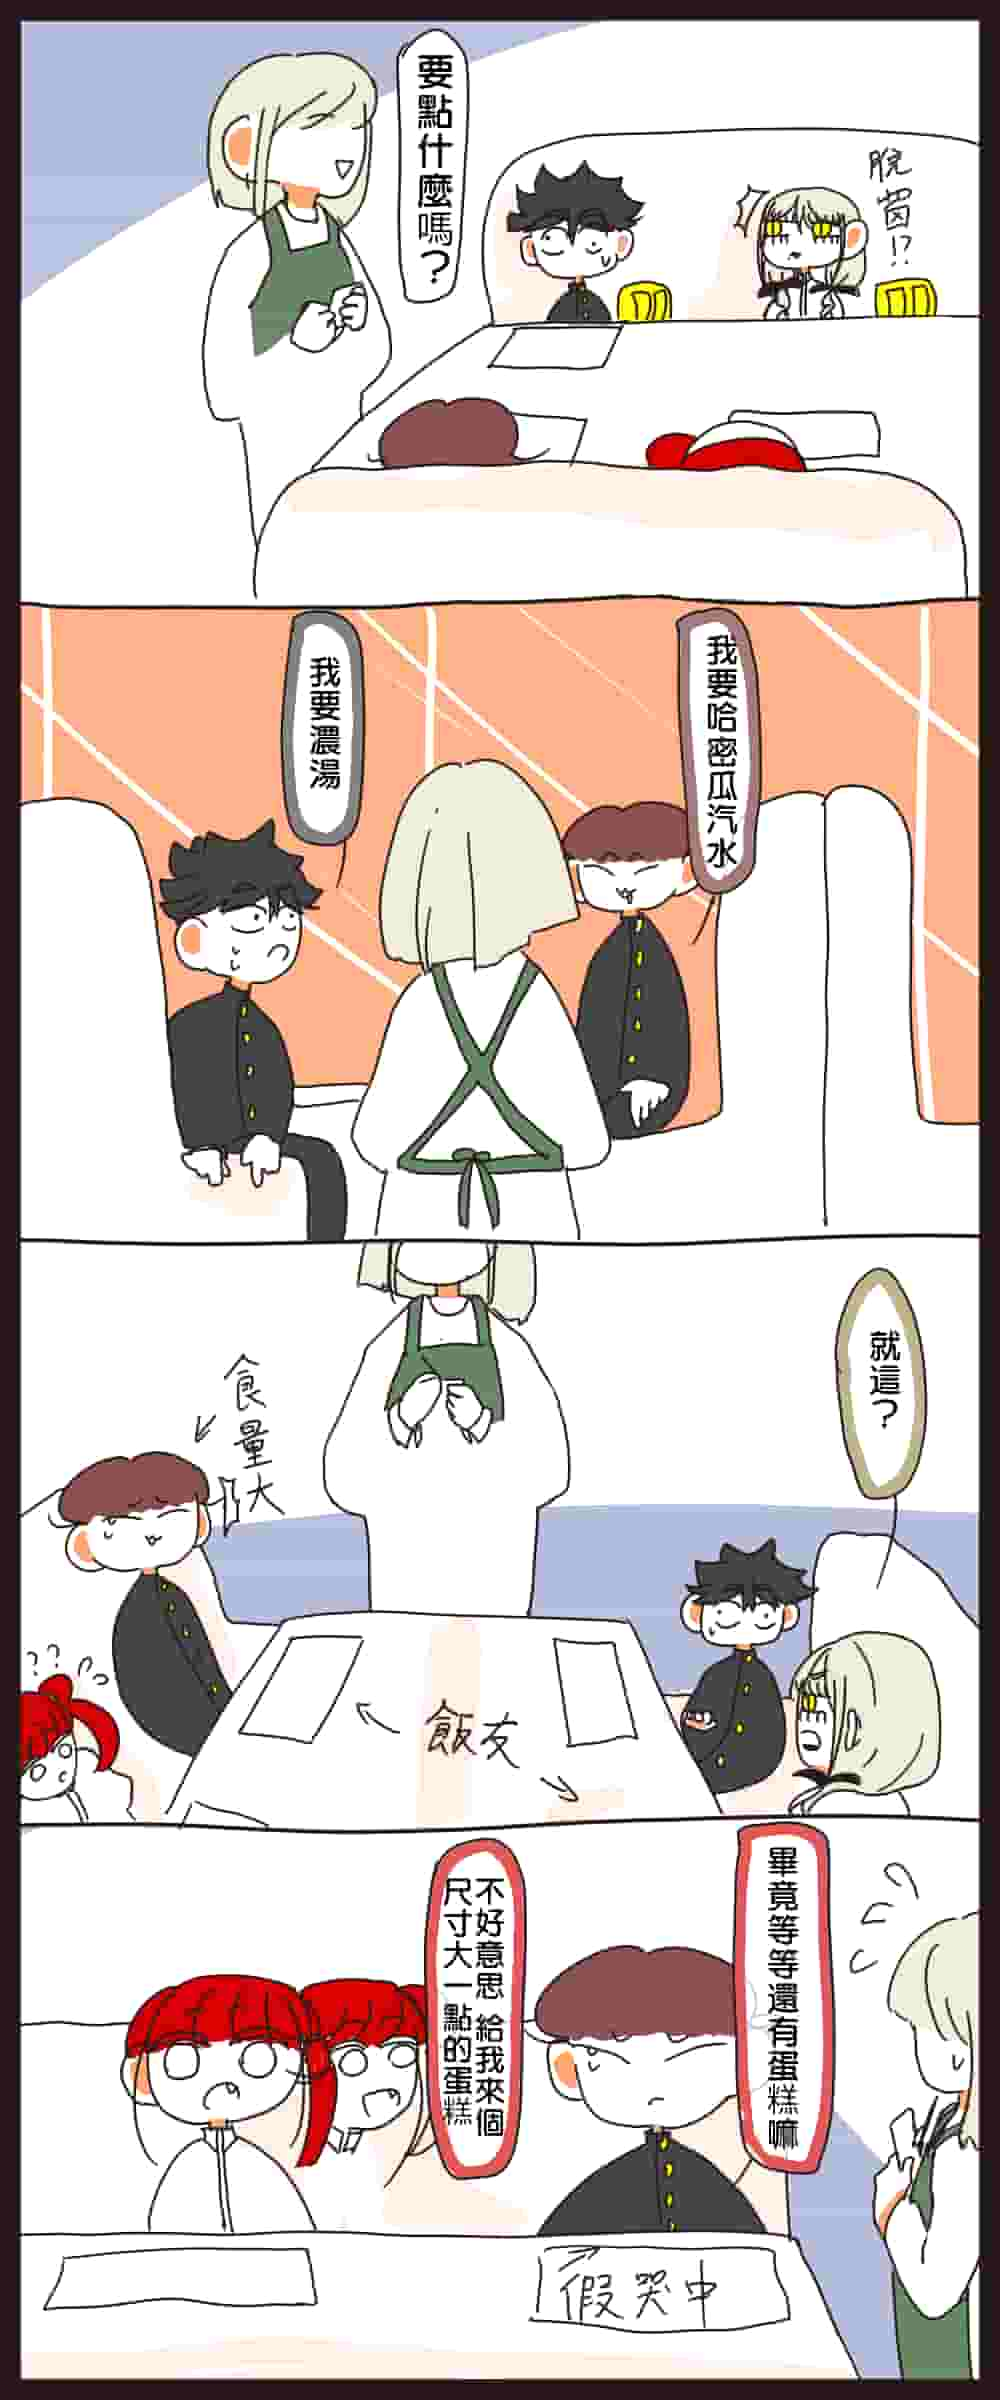 要點什麼嗎？
脫茵!?
我要哈密瓜汽水
我要濃湯
就這？
食量大
??
飯友
畢竟等等還有蛋糕嘛
不好意思 給我來個
尺寸大一點的蛋糕
假哭中